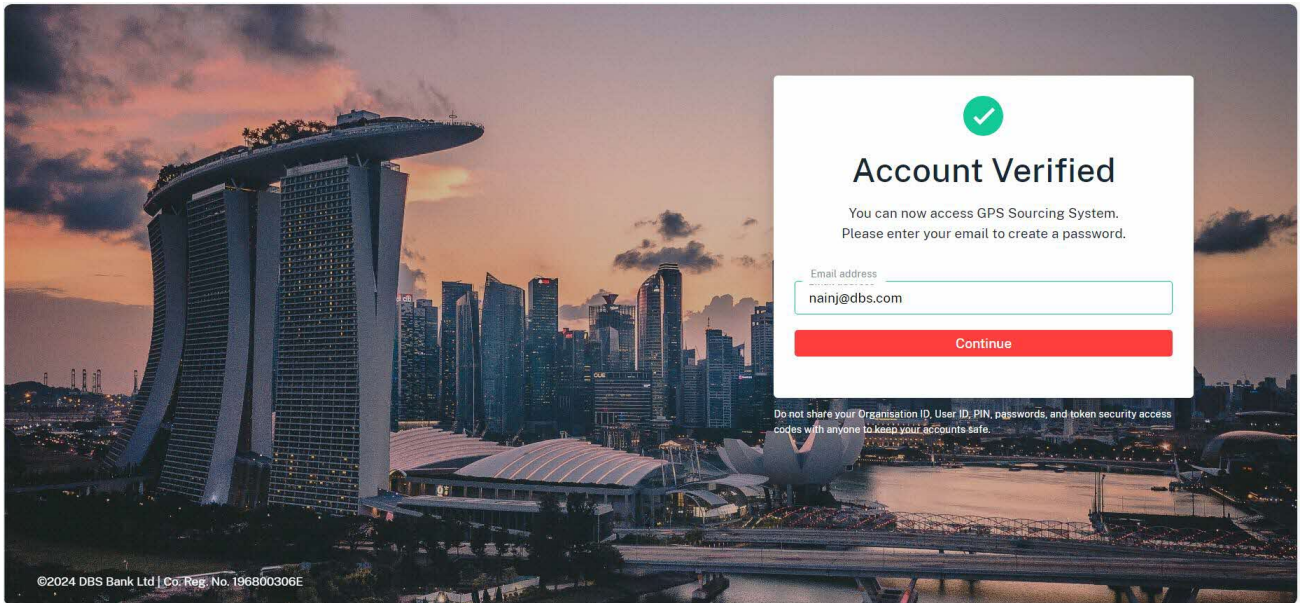 Account Verified
You can now access GPS Sourcing System.
Please enter your email to create a password.
Email address
nainj@dbs.com
Continue
Do not share your Organisation ID, User ID, PIN, passwords, and token security access
codes with anyone to keep your accounts safe.
©2024 DBS Bank Ltd | Co. Reg. No. 196800306E